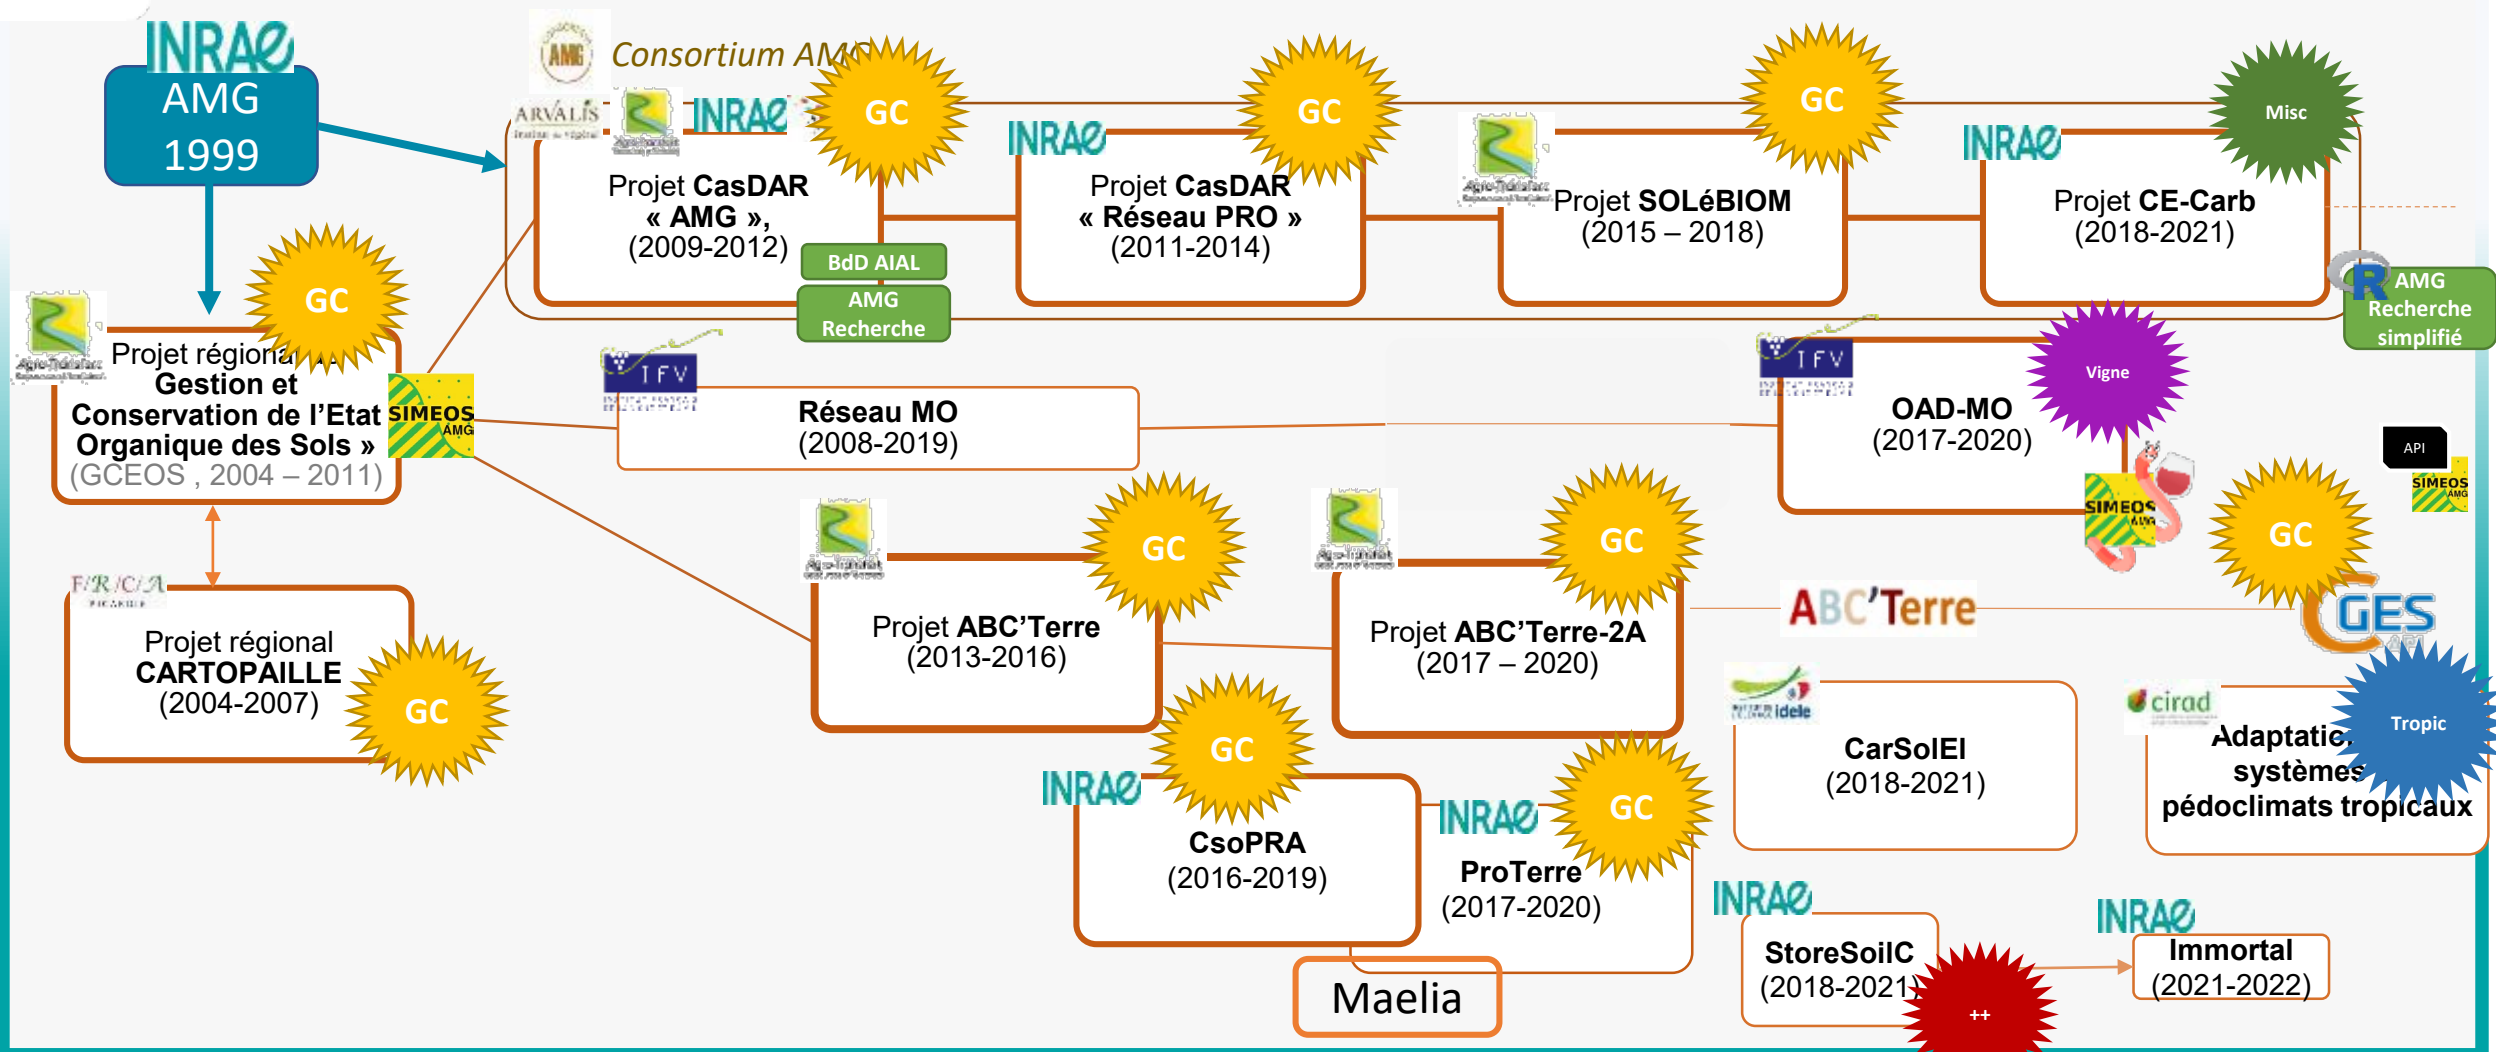 INRAE
AMG
1999
AMG
Consortium AMG
ARVALIS
INRAE
GC
Projet CasDAR
« AMG »,
(2009-2012)
BdD AIAL
AMG
Recherche
INRAE
GC
Projet CasDAR
« Réseau PRO »
(2011-2014)
GC
Projet SOLéBIOM
(2015 – 2018)
INRAE
Misc
Projet CE-Carb
(2018-2021)
R
AMG
Recherche
simplifié
GC
Projet régional
Gestion et
Conservation de l'Etat
Organique des Sols »
(GCEOS , 2004 – 2011)
SIMEOS
AMG
IFV
Réseau MO
(2008-2019)
IFV
Vigne
OAD-MO
(2017-2020)
SIMEOS
AMG
API
SIMEOS
AMG
GC
F/R/C/A
PICARDIE
Projet régional
CARTOPAILLE
(2004-2007)
GC
GC
Projet ABC'Terre
(2013-2016)
GC
Projet ABC'Terre-2A
(2017 – 2020)
ABC'Terre
GES
INRAE
GC
CsoPRA
(2016-2019)
INRAE
GC
ProTerre
(2017-2020)
Maelia
idele
CarSolEl
(2018-2021)
cirad
Tropic
systèmes
pédoclimats tropicaux
INRAE
StoreSoilC
(2018-2021)
++
INRAE
Immortal
(2021-2022)